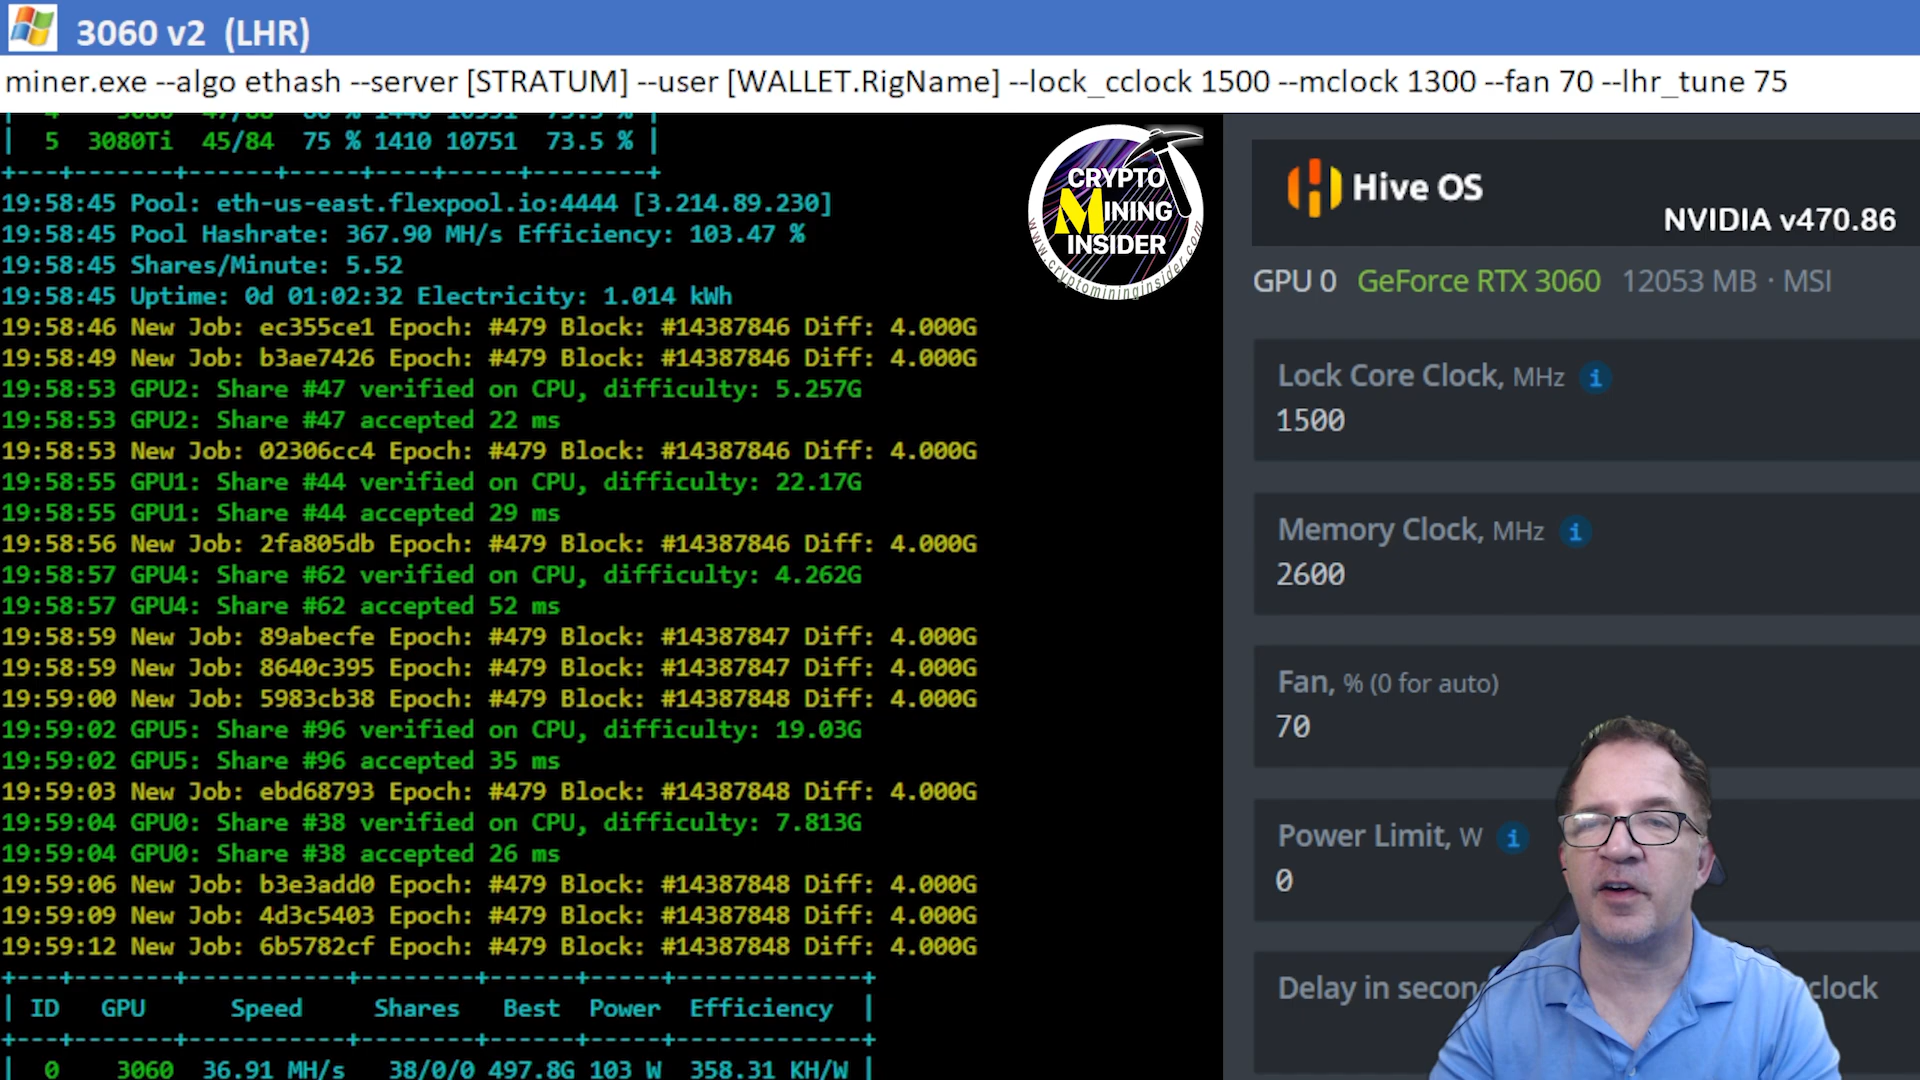 3060 v2 (LHR)
miner.exe --algo ethash --server [STRATUM] --user [WALLET.RigName] --lock_cclock 1500 --mclock 1300 --fan 70 --lhr_tune 75
| 5 3080Ti 45/84 75 % 1410 10751 73.5 % |
+---+-------+------+-----+----+-----+--------+
19:58:45 Pool: eth-us-east.flexpool.io:4444 [3.214.89.230]
19:58:45 Pool Hashrate: 367.90 MH/s Efficiency: 103.47 %
19:58:45 Shares/Minute: 5.52
19:58:45 Uptime: 0d 01:02:32 Electricity: 1.014 kWh
19:58:46 New Job: ec355ce1 Epoch: #479 Block: #14387846 Diff: 4.000G
19:58:49 New Job: b3ae7426 Epoch: #479 Block: #14387846 Diff: 4.000G
19:58:53 GPU2: Share #47 verified on CPU, difficulty: 5.257G
19:58:53 GPU2: Share #47 accepted 22 ms
19:58:53 New Job: 02306cc4 Epoch: #479 Block: #14387846 Diff: 4.000G
19:58:55 GPU1: Share #44 verified on CPU, difficulty: 22.17G
19:58:55 GPU1: Share #44 accepted 29 ms
19:58:56 New Job: 2fa805db Epoch: #479 Block: #14387846 Diff: 4.000G
19:58:57 GPU4: Share #62 verified on CPU, difficulty: 4.262G
19:58:57 GPU4: Share #62 accepted 52 ms
19:58:59 New Job: 89abecfe Epoch: #479 Block: #14387847 Diff: 4.000G
19:58:59 New Job: 8640c395 Epoch: #479 Block: #14387847 Diff: 4.000G
19:59:00 New Job: 5983cb38 Epoch: #479 Block: #14387848 Diff: 4.000G
19:59:02 GPU5: Share #96 verified on CPU, difficulty: 19.03G
19:59:02 GPU5: Share #96 accepted 35 ms
19:59:03 New Job: ebd68793 Epoch: #479 Block: #14387848 Diff: 4.000G
19:59:04 GPU0: Share #38 verified on CPU, difficulty: 7.813G
19:59:04 GPU0: Share #38 accepted 26 ms
19:59:06 New Job: b3e3add0 Epoch: #479 Block: #14387848 Diff: 4.000G
19:59:09 New Job: 4d3c5403 Epoch: #479 Block: #14387848 Diff: 4.000G
19:59:12 New Job: 6b5782cf Epoch: #479 Block: #14387848 Diff: 4.000G
+---+-------+-----------+--------+------+-----+-------------+
| ID GPU Speed Shares Best Power Efficiency |
+---+-------+-----------+--------+------+-----+-------------+
| 0 3060 36.91 MH/s 38/0/0 497.8G 103 W 358.31 KH/W |
CRYPTO
MINING
INSIDER
www.cryptomininginsider.com
Hive OS
NVIDIA v470.86
GPU 0 GeForce RTX 3060 12053 MB · MSI
Lock Core Clock, MHz i
1500
Memory Clock, MHz i
2600
Fan, % (0 for auto)
70
Power Limit, W i
0
Delay in clock